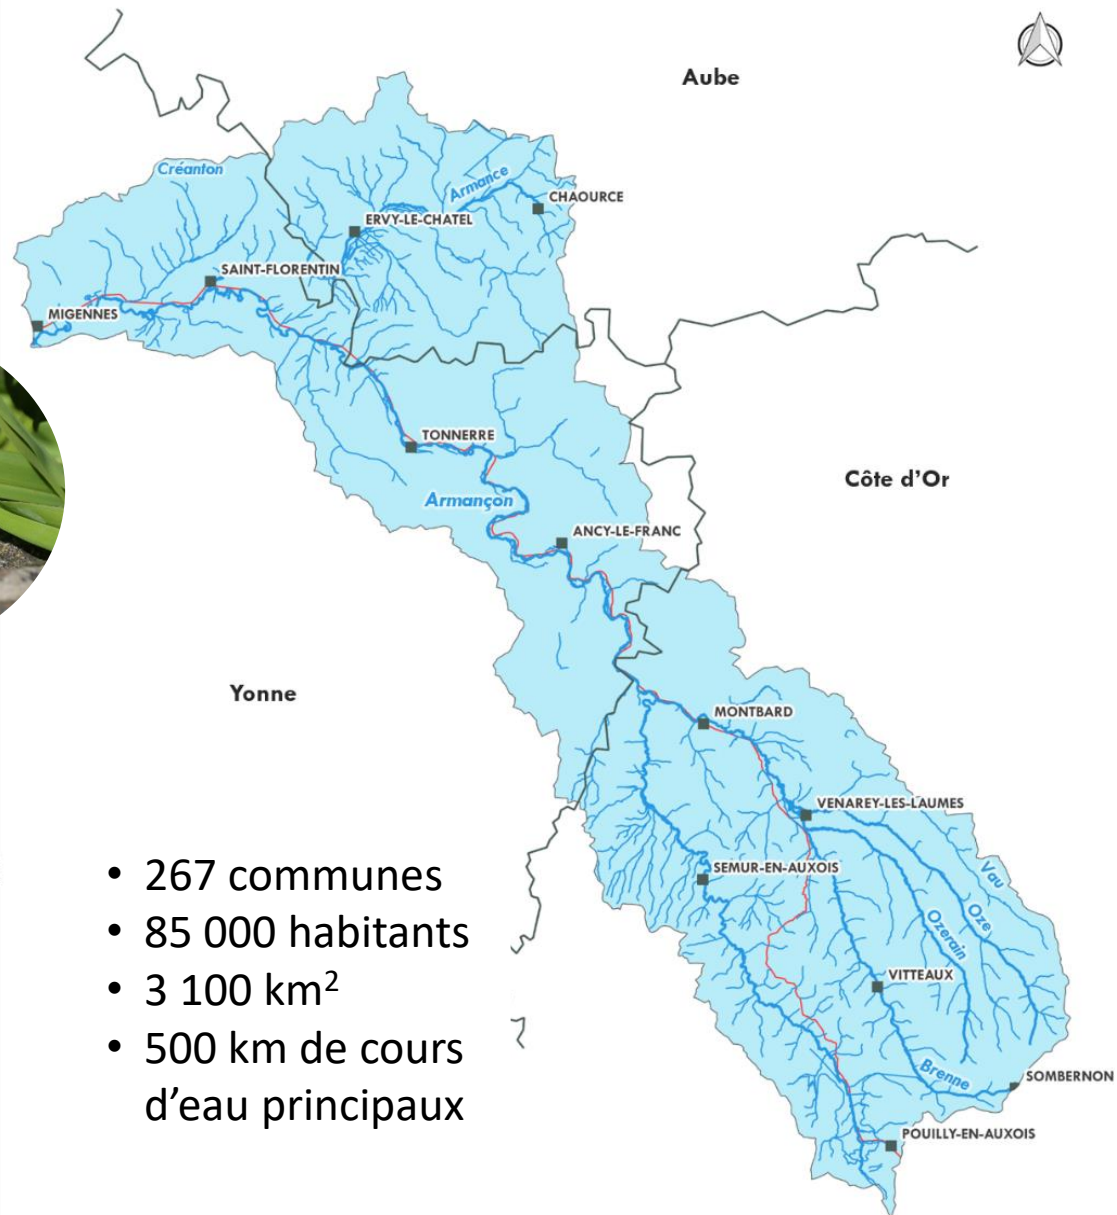 Aube
Créanton
Armance
CHAOURCE
ERVY-LE-CHATEL
SAINT-FLORENTIN
MIGENNES
TONNERRE
Côte d'Or
Armançon
ANCY-LE-FRANC
Yonne
MONTBARD
VENAREY-LES-LAUMES
SEMUR-EN-AUXOIS
Vau
Oze
Ozerain
VITTEAUX
Brenne
SOMBERNON
POUILLY-EN-AUXOIS
• 267 communes
• 85 000 habitants
• 3 100 km²
• 500 km de cours
d'eau principaux